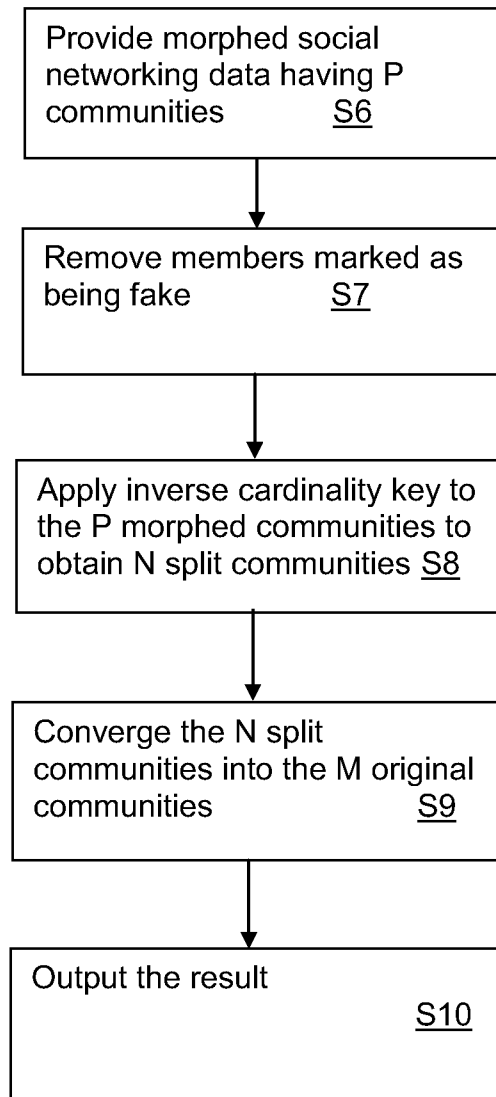 Provide morphed social
networking data having P
communities S6
Remove members marked as
being fake S7
Apply inverse cardinality key to
the P morphed communities to
obtain N split communities S8
Converge the N split
communities into the M original
communities S9
Output the result
S10